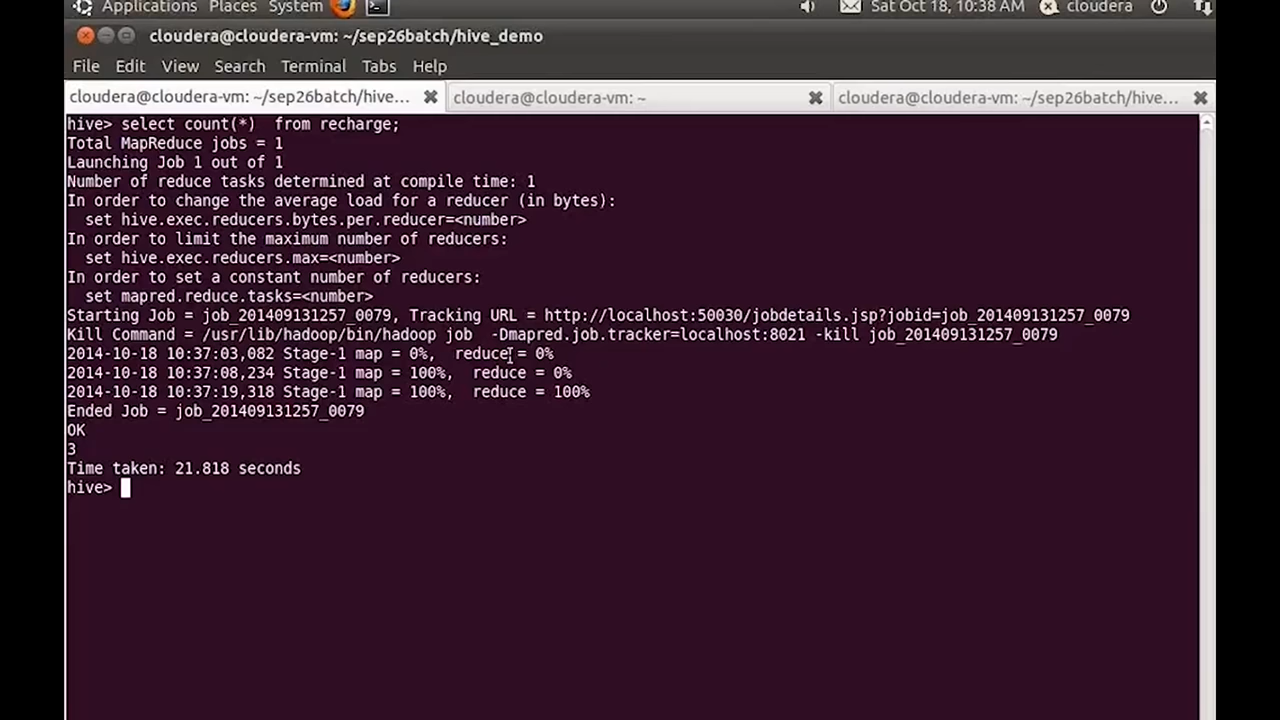 Applications Places System Sat Oct 18, 10:38 AM cloudera
cloudera@cloudera-vm: ~/sep26batch/hive_demo
File Edit View Search Terminal Tabs Help
cloudera@cloudera-vm: ~/sep26batch/hive... cloudera@cloudera-vm: ~ cloudera@cloudera-vm: ~/sep26batch/hive...
hive> select count(*)  from recharge;
Total MapReduce jobs = 1
Launching Job 1 out of 1
Number of reduce tasks determined at compile time: 1
In order to change the average load for a reducer (in bytes):
  set hive.exec.reducers.bytes.per.reducer=<number>
In order to limit the maximum number of reducers:
  set hive.exec.reducers.max=<number>
In order to set a constant number of reducers:
  set mapred.reduce.tasks=<number>
Starting Job = job_201409131257_0079, Tracking URL = http://localhost:50030/jobdetails.jsp?jobid=job_201409131257_0079
Kill Command = /usr/lib/hadoop/bin/hadoop job  -Dmapred.job.tracker=localhost:8021 -kill job_201409131257_0079
2014-10-18 10:37:03,082 Stage-1 map = 0%,  reduce = 0%
2014-10-18 10:37:08,234 Stage-1 map = 100%,  reduce = 0%
2014-10-18 10:37:19,318 Stage-1 map = 100%,  reduce = 100%
Ended Job = job_201409131257_0079
OK
3
Time taken: 21.818 seconds
hive>